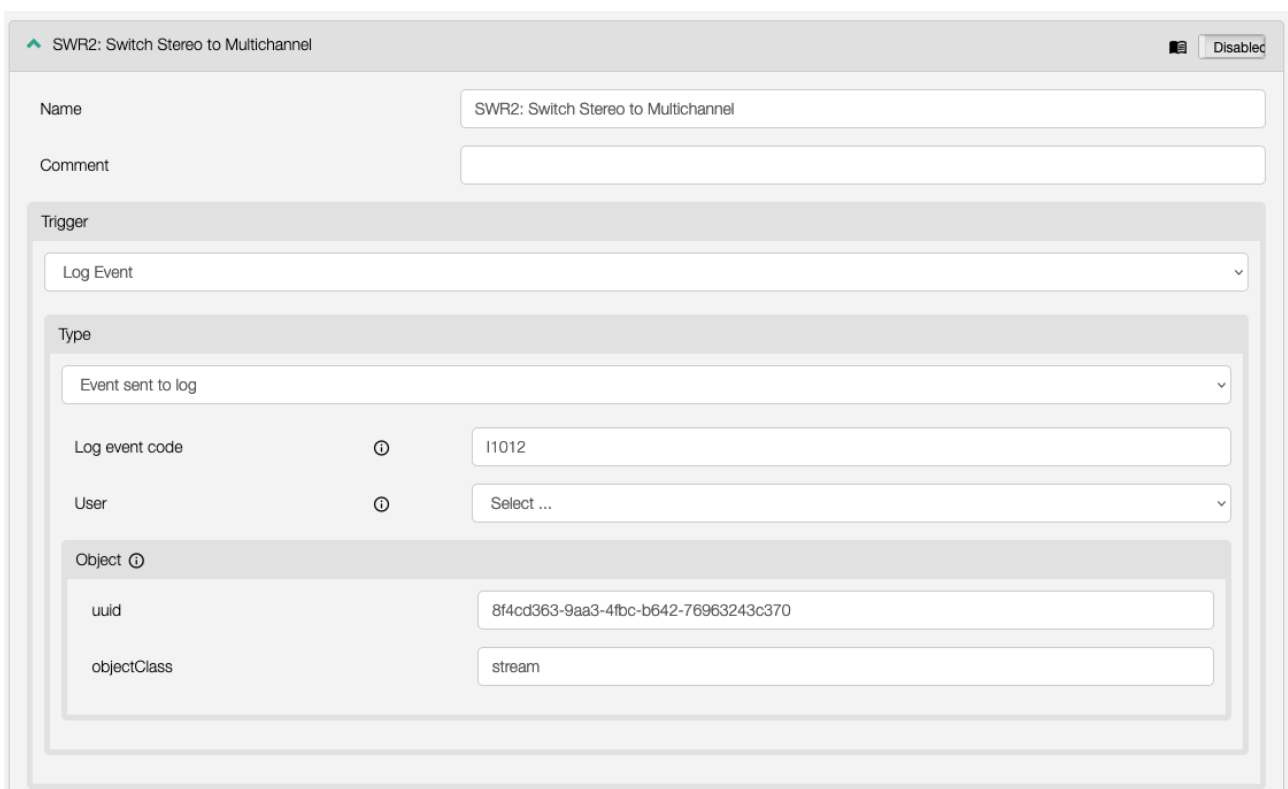 SWR2: Switch Stereo to Multichannel Disabled
Name SWR2: Switch Stereo to Multichannel
Comment
Trigger
Log Event
Type
Event sent to log
Log event code I1012
User Select ...
Object
uuid 8f4cd363-9aa3-4fbc-b642-76963243c370
objectClass stream